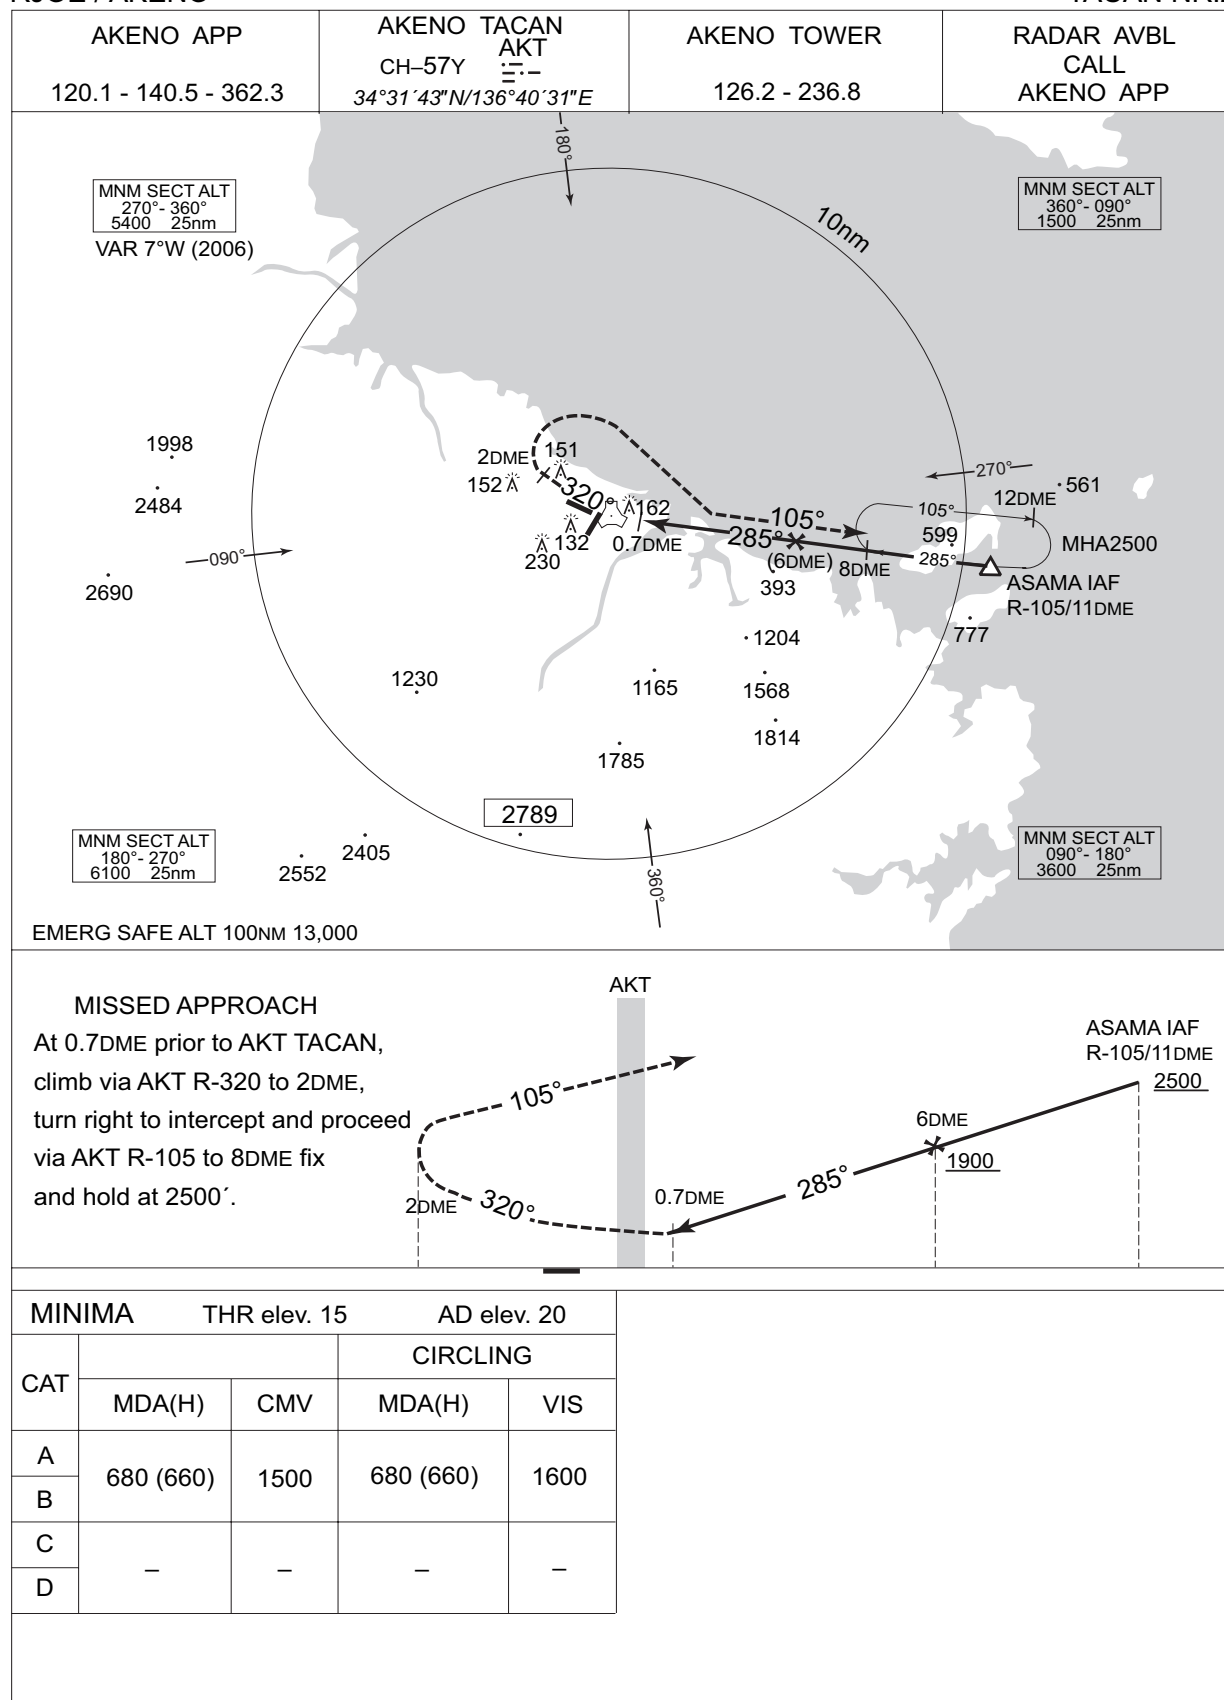 AKENO APP
120.1 - 140.5 - 362.3
AKENO TACAN
AKT
CH–57Y
34°31´43"N/136°40´31"E
AKENO TOWER
126.2 - 236.8
RADAR AVBL
CALL
AKENO APP
180°
MNM SECT ALT
270°- 360°
5400 25nm
VAR 7°W (2006)
MNM SECT ALT
360°- 090°
1500 25nm
10nm
1998
2484
2DME
151
152
320°
162
132
230
0.7DME
285°
105°
(6DME)
8DME
393
270°
561
12DME
105°
599
285°
MHA2500
ASAMA IAF
R-105/11DME
777
090°
2690
1204
1230
1165
1568
1814
1785
2789
MNM SECT ALT
180°- 270°
6100 25nm
2405
2552
360°
MNM SECT ALT
090°- 180°
3600 25nm
EMERG SAFE ALT 100NM 13,000
MISSED APPROACH
At 0.7DME prior to AKT TACAN,
climb via AKT R-320 to 2DME,
turn right to intercept and proceed
via AKT R-105 to 8DME fix
and hold at 2500´.
AKT
105°
2DME
320°
0.7DME
285°
6DME
1900
ASAMA IAF
R-105/11DME
2500
MINIMA THR elev. 15 AD elev. 20
CAT
CIRCLING
MDA(H) CMV MDA(H) VIS
A
B
680 (660) 1500 680 (660) 1600
C
D
– – – –